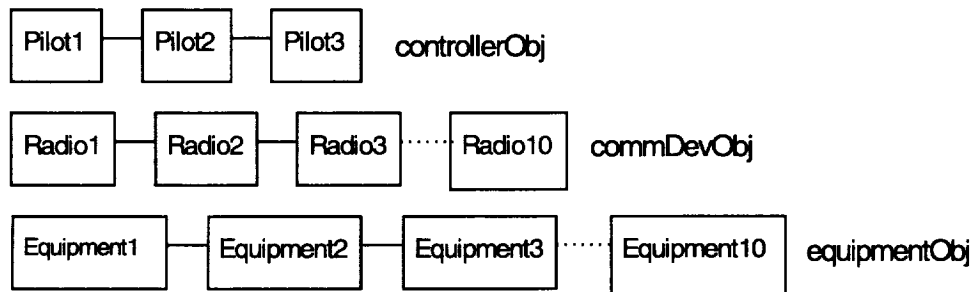 Pilot1 Pilot2 Pilot3 controllerObj
Radio1 Radio2 Radio3 Radio10 commDevObj
Equipment1 Equipment2 Equipment3 Equipment10 equipmentObj